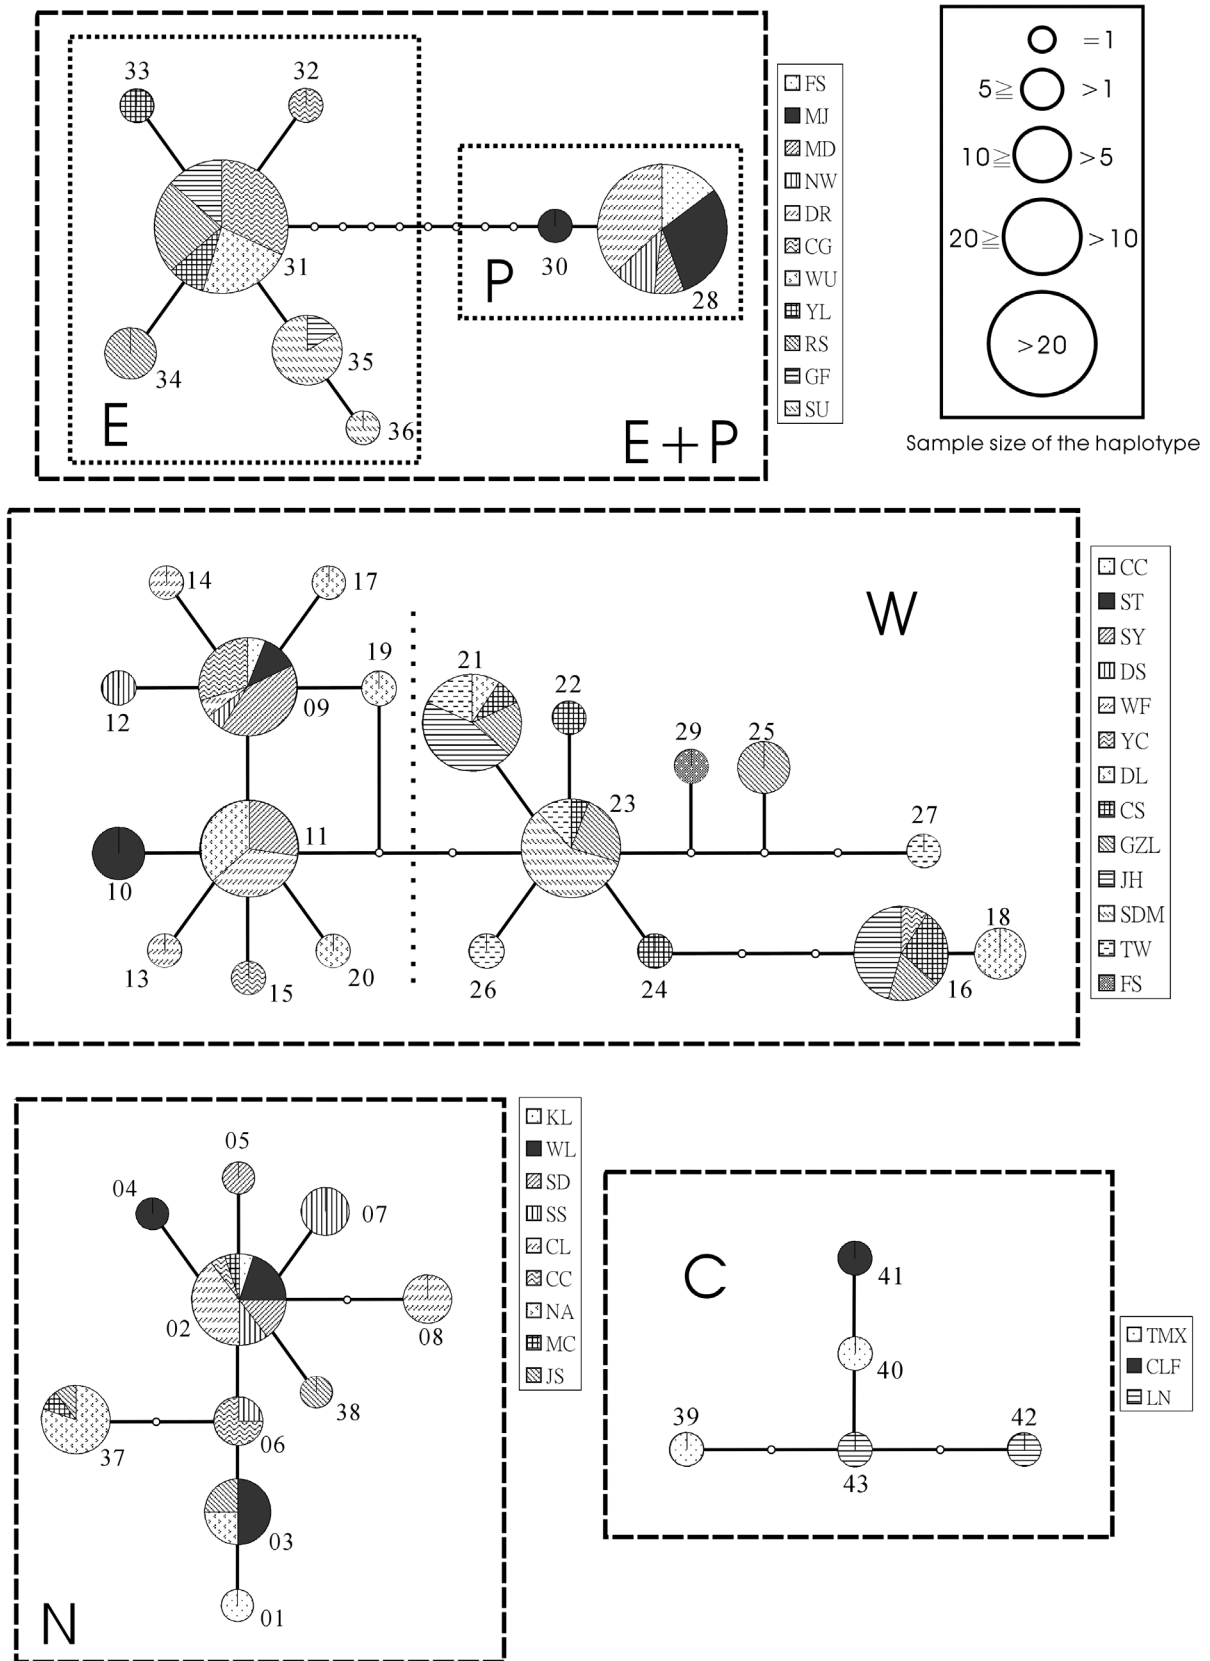 33
32
31
30
28
34
35
36
E
P
E+P
FS
MJ
MD
NW
DR
CG
WU
YL
RS
GF
SU
=1
5≧ >1
10≧ >5
20≧ >10
>20
Sample size of the haplotype
W
14
17
12
09
19
21
22
29
25
10
11
23
27
13
15
20
26
24
16
18
CC
ST
SY
DS
WF
YC
DL
CS
GZL
JH
SDM
TW
FS
05
04
07
02
08
38
37
06
03
01
N
KL
WL
SD
SS
CL
CC
NA
MC
JS
C
41
40
39
43
42
TMX
CLF
LN